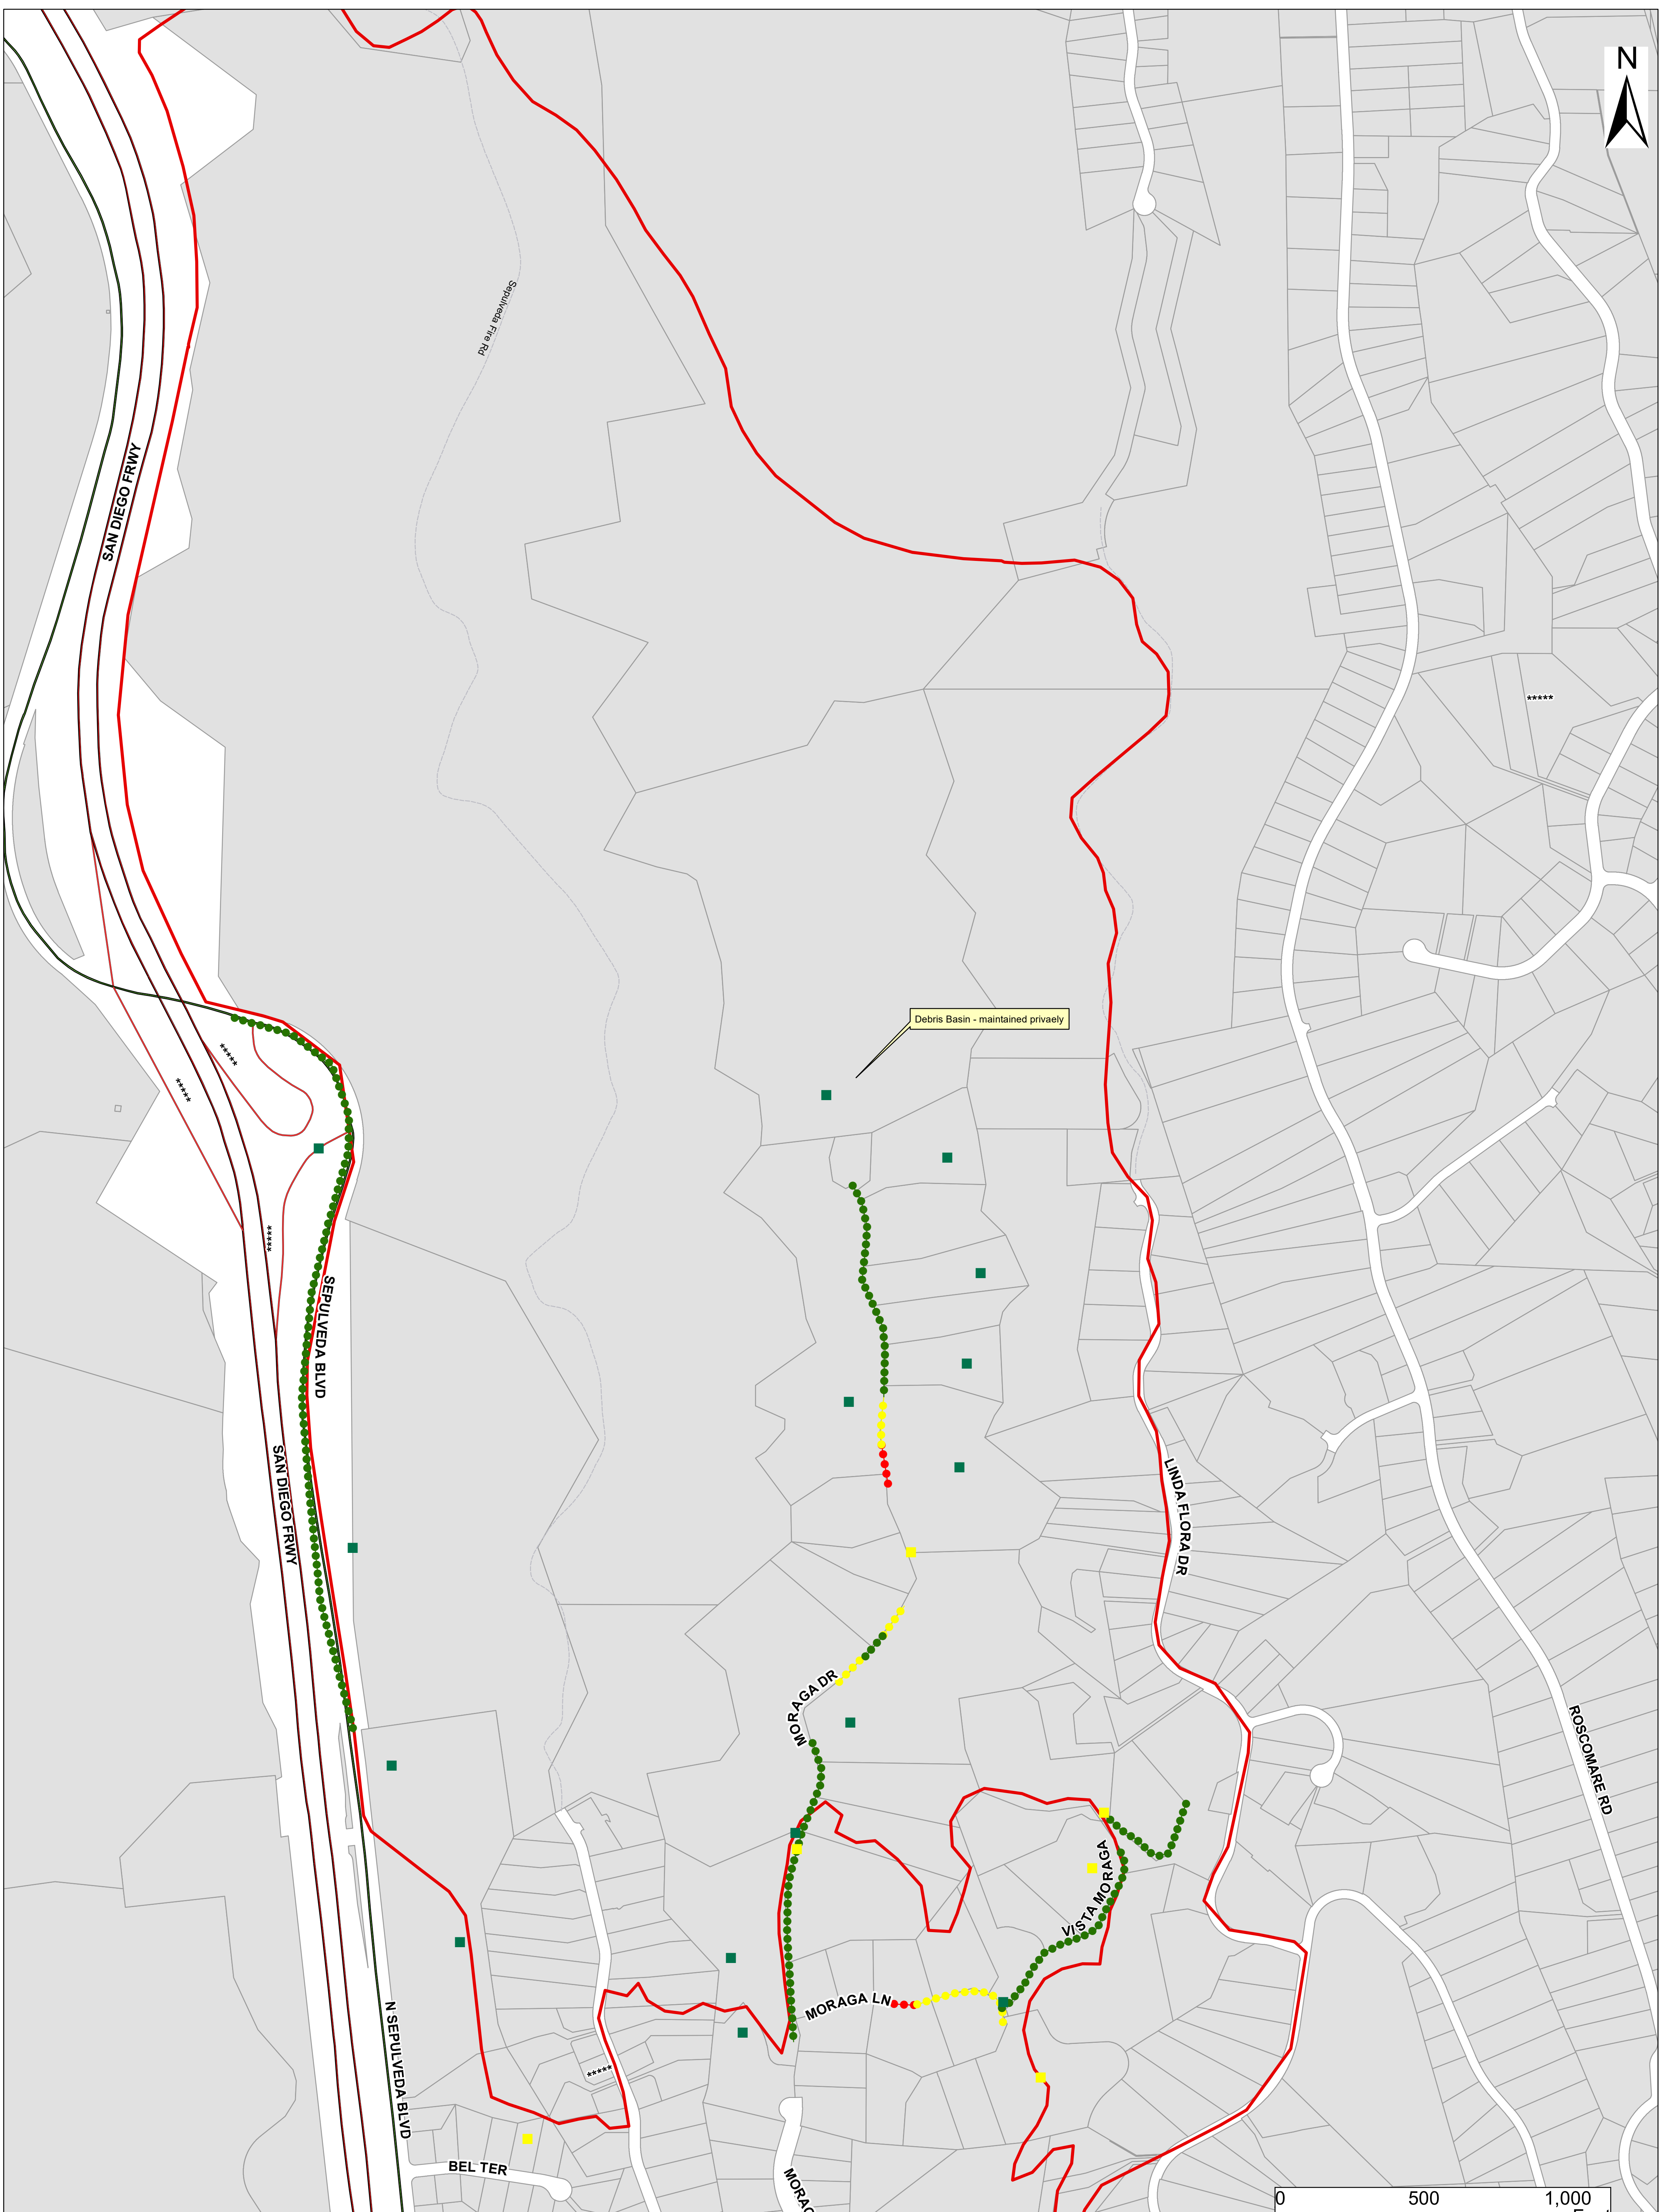 N
Sepulveda Fire Rd
SAN DIEGO FRWY
*****
Debris Basin - maintained privaely
*****
*****
*****
SEPULVEDA BLVD
SAN DIEGO FRWY
LINDA FLORA DR
MORAGA DR
ROSCOMARE RD
VISTA MORAGA
MORAGA LN
N SEPULVEDA BLVD
*****
BEL TER
MORAG
0 500 1,000